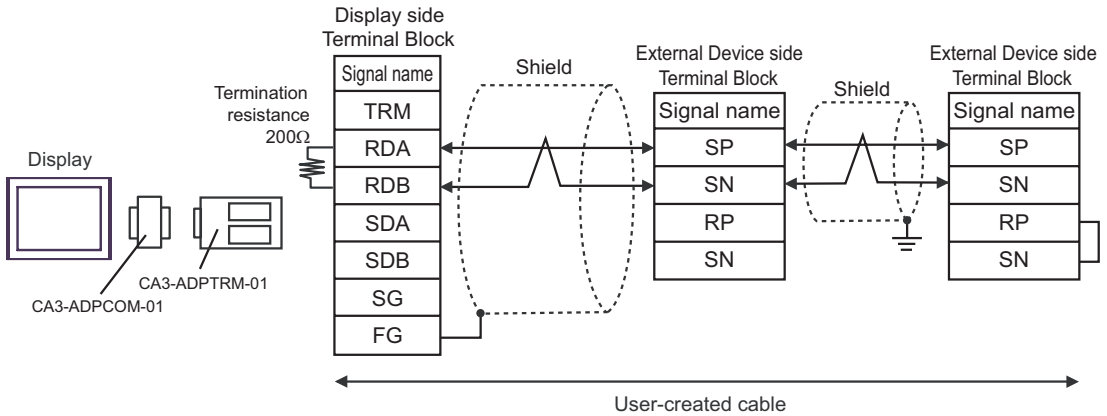 Display side
Terminal Block
Signal name
TRM
RDA
RDB
SDA
SDB
SG
FG
Termination
resistance
200Ω
Display
CA3-ADPCOM-01
CA3-ADPTRM-01
Shield
External Device side
Terminal Block
Signal name
SP
SN
RP
SN
Shield
External Device side
Terminal Block
Signal name
SP
SN
RP
SN
User-created cable